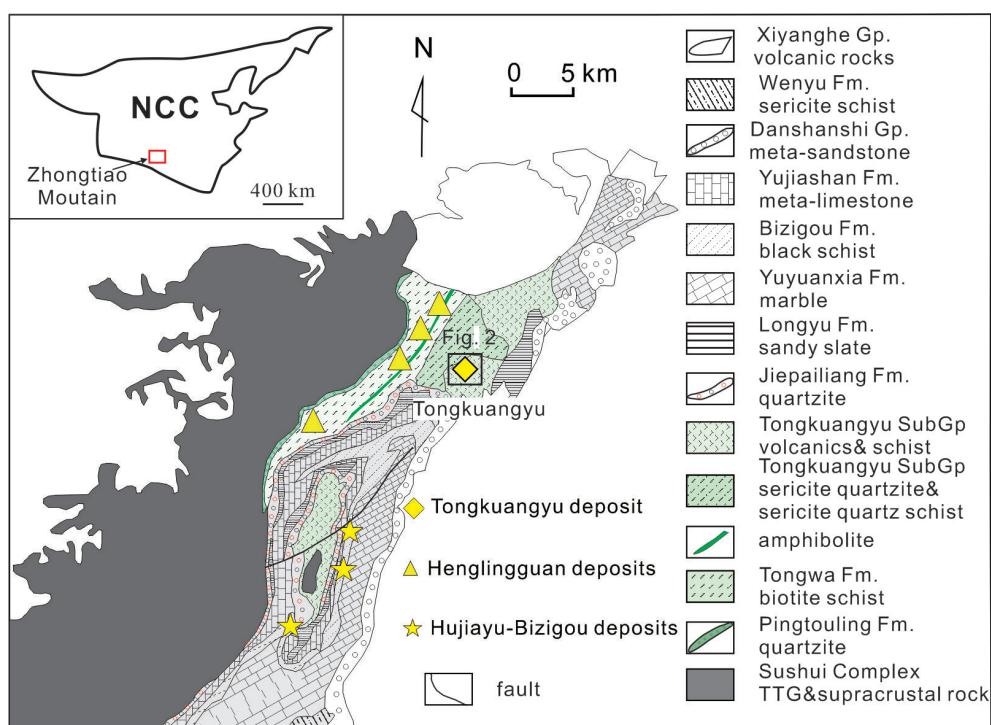 NCC
Zhongtiao
Moutain
400 km
N
0 5 km
Fig. 2
Tongkuangyu
Tongkuangyu deposit
Henglingguan deposits
Hujiayu-Bizigou deposits
fault
Xiyanghe Gp.
volcanic rocks
Wenyu Fm.
sericite schist
Danshanshi Gp.
meta-sandstone
Yujiashan Fm.
meta-limestone
Bizigou Fm.
black schist
Yuyuanxia Fm.
marble
Longyu Fm.
sandy slate
Jiepailiang Fm.
quartzite
Tongkuangyu SubGp
volcanics& schist
Tongkuangyu SubGp
sericite quartzite&
sericite quartz schist
amphibolite
Tongwa Fm.
biotite schist
Pingtouling Fm.
quartzite
Sushui Complex
TTG&supracrustal rock